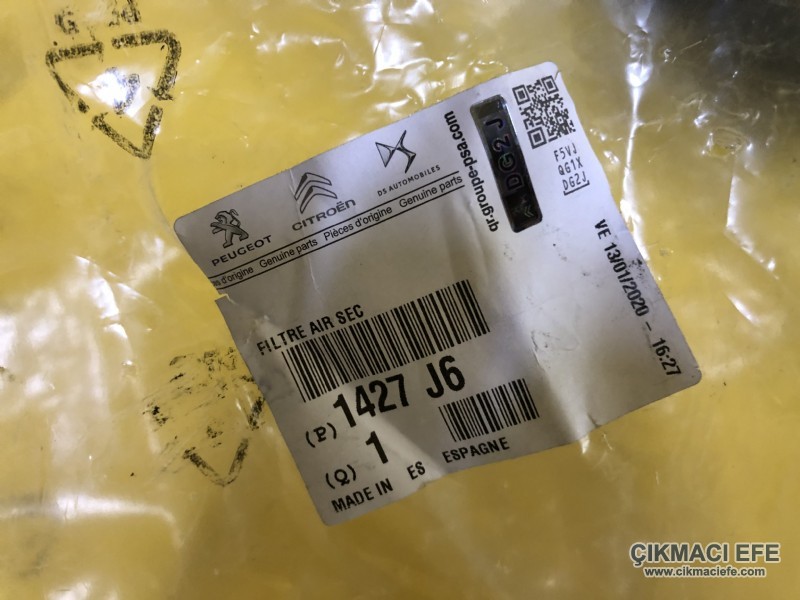 PEUGEOT
CITROËN
DS AUTOMOBILES
d'origine Genuine parts Pièces d'origine Genuine parts
qr.groupe-psa.com
DG2J
F5VJ
QG1X
DG2J
VE 13/01/2020 - 16:27
FILTRE AIR SEC
(P) 1427 J6
(Q) 1
MADE IN ES ESPAGNE
ÇIKMACI EFE
www.cikmaciefe.com